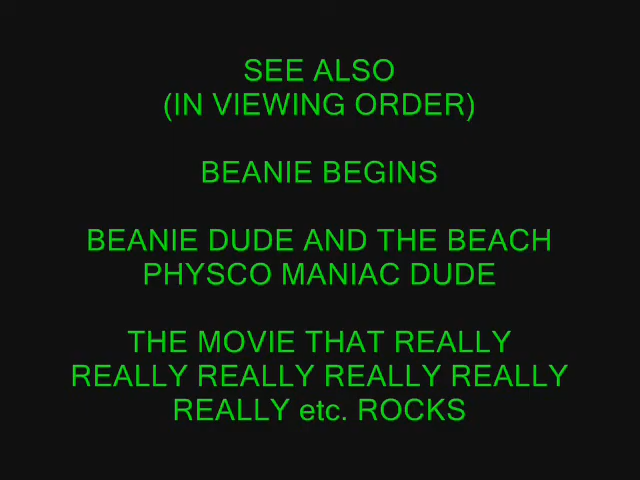 SEE ALSO
(IN VIEWING ORDER)
BEANIE BEGINS
BEANIE DUDE AND THE BEACH
PHYSCO MANIAC DUDE
THE MOVIE THAT REALLY
REALLY REALLY REALLY REALLY
REALLY etc. ROCKS